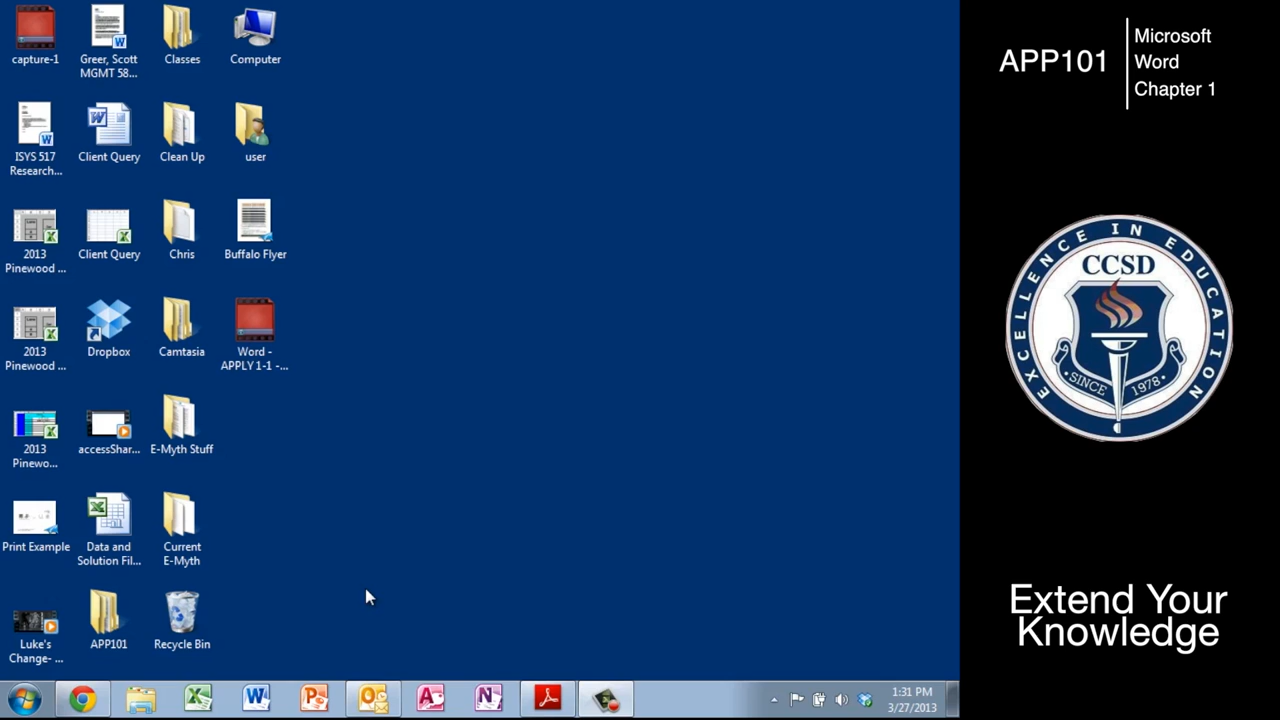 capture-1
Greer, Scott
MGMT 58...
Classes
Computer
ISYS 517
Research...
Client Query
Clean Up
user
2013
Pinewood ...
Client Query
Chris
Buffalo Flyer
2013
Pinewood ...
Dropbox
Camtasia
Word -
APPLY 1-1 -...
2013
Pinewo...
accessShar...
E-Myth Stuff
Print Example
Data and
Solution Fil...
Current
E-Myth
Luke's
Change- ...
APP101
Recycle Bin
1:31 PM
3/27/2013
APP101
Microsoft
Word
Chapter 1
EXCELLENCE IN EDUCATION
CCSD
SINCE 1978
Extend Your
Knowledge